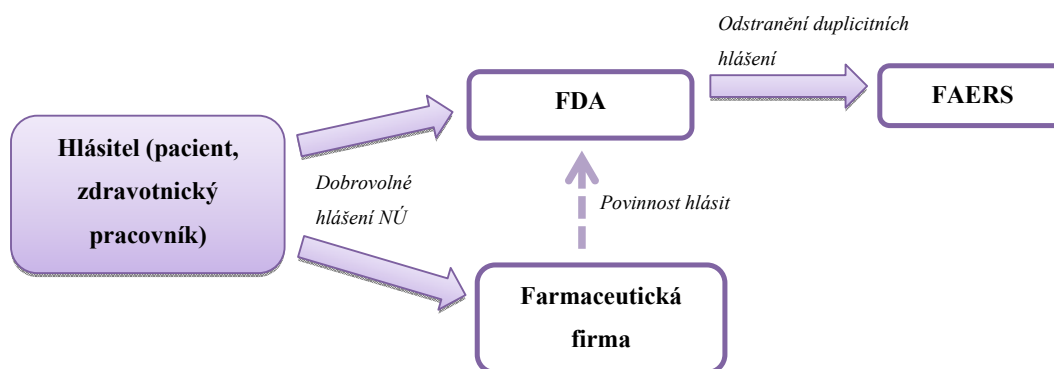 Hlásitel (pacient,
zdravotnický
pracovník)
Dobrovolné
hlášení NÚ
FDA
Povinnost hlásit
Farmaceutická
firma
Odstranění duplicitních
hlášení
FAERS